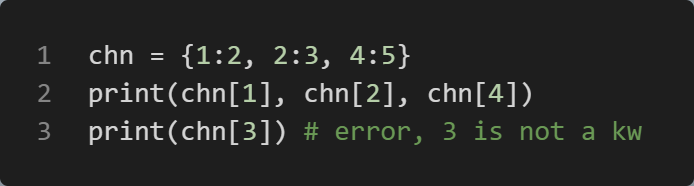 1 chn = {1:2, 2:3, 4:5}
2 print(chn[1], chn[2], chn[4])
3 print(chn[3]) # error, 3 is not a kw